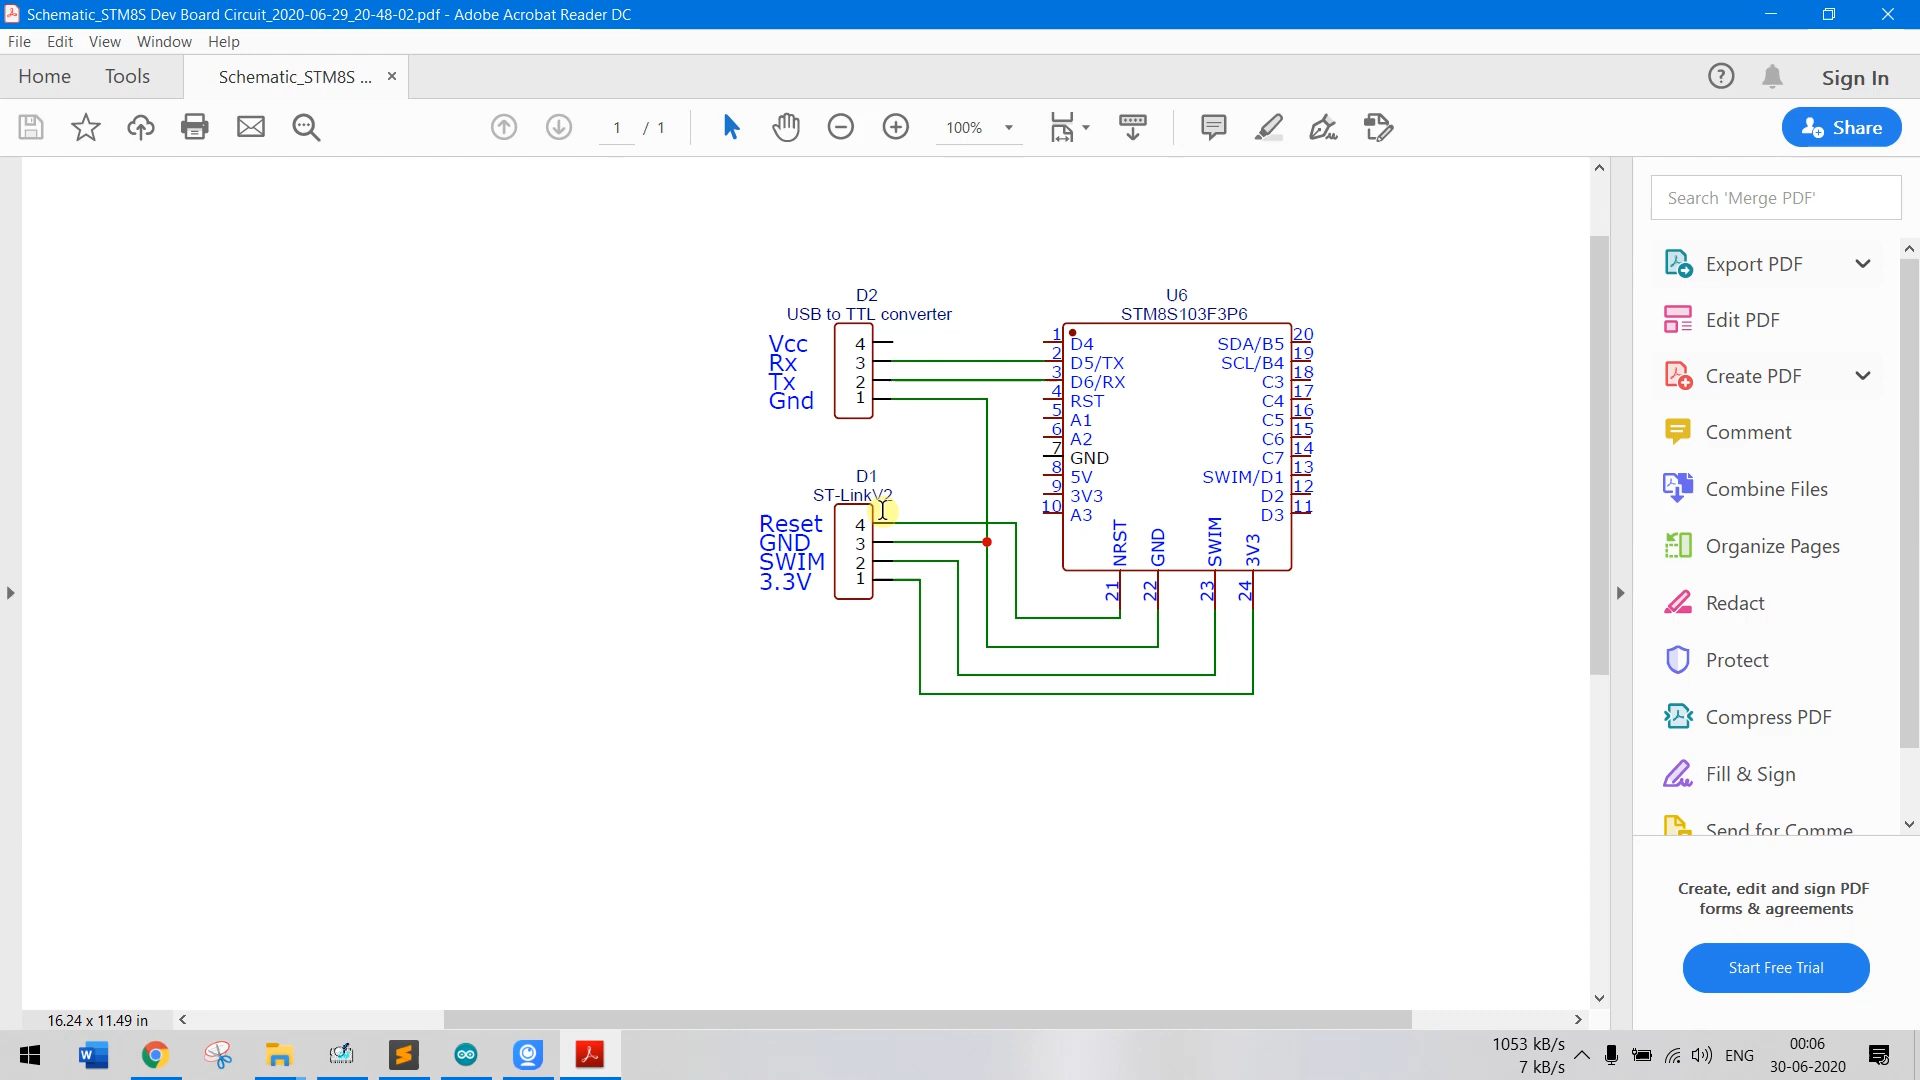 Schematic_STM8S Dev Board Circuit_2020-06-29_20-48-02.pdf - Adobe Acrobat Reader DC
File Edit View Window Help
Home Tools Schematic_STM8S ... × Sign In
1 / 1 100% Share
Search 'Merge PDF'
Export PDF
Edit PDF
Create PDF
Comment
Combine Files
Organize Pages
Redact
Protect
Compress PDF
Fill & Sign
Send for Comme
Create, edit and sign PDF
forms & agreements
Start Free Trial
D2
USB to TTL converter
Vcc 4
Rx 3
Tx 2
Gnd 1
D1
ST-LinkV2
Reset 4
GND 3
SWIM 2
3.3V 1
U6
STM8S103F3P6
1 D4 SDA/B5 20
2 D5/TX SCL/B4 19
3 D6/RX C3 18
4 RST C4 17
5 A1 C5 16
6 A2 C6 15
7 GND C7 14
8 5V SWIM/D1 13
9 3V3 D2 12
10 A3 D3 11
NRST GND SWIM 3V3
21 22 23 24
16.24 x 11.49 in
1053 kB/s
7 kB/s
ENG
00:06
30-06-2020